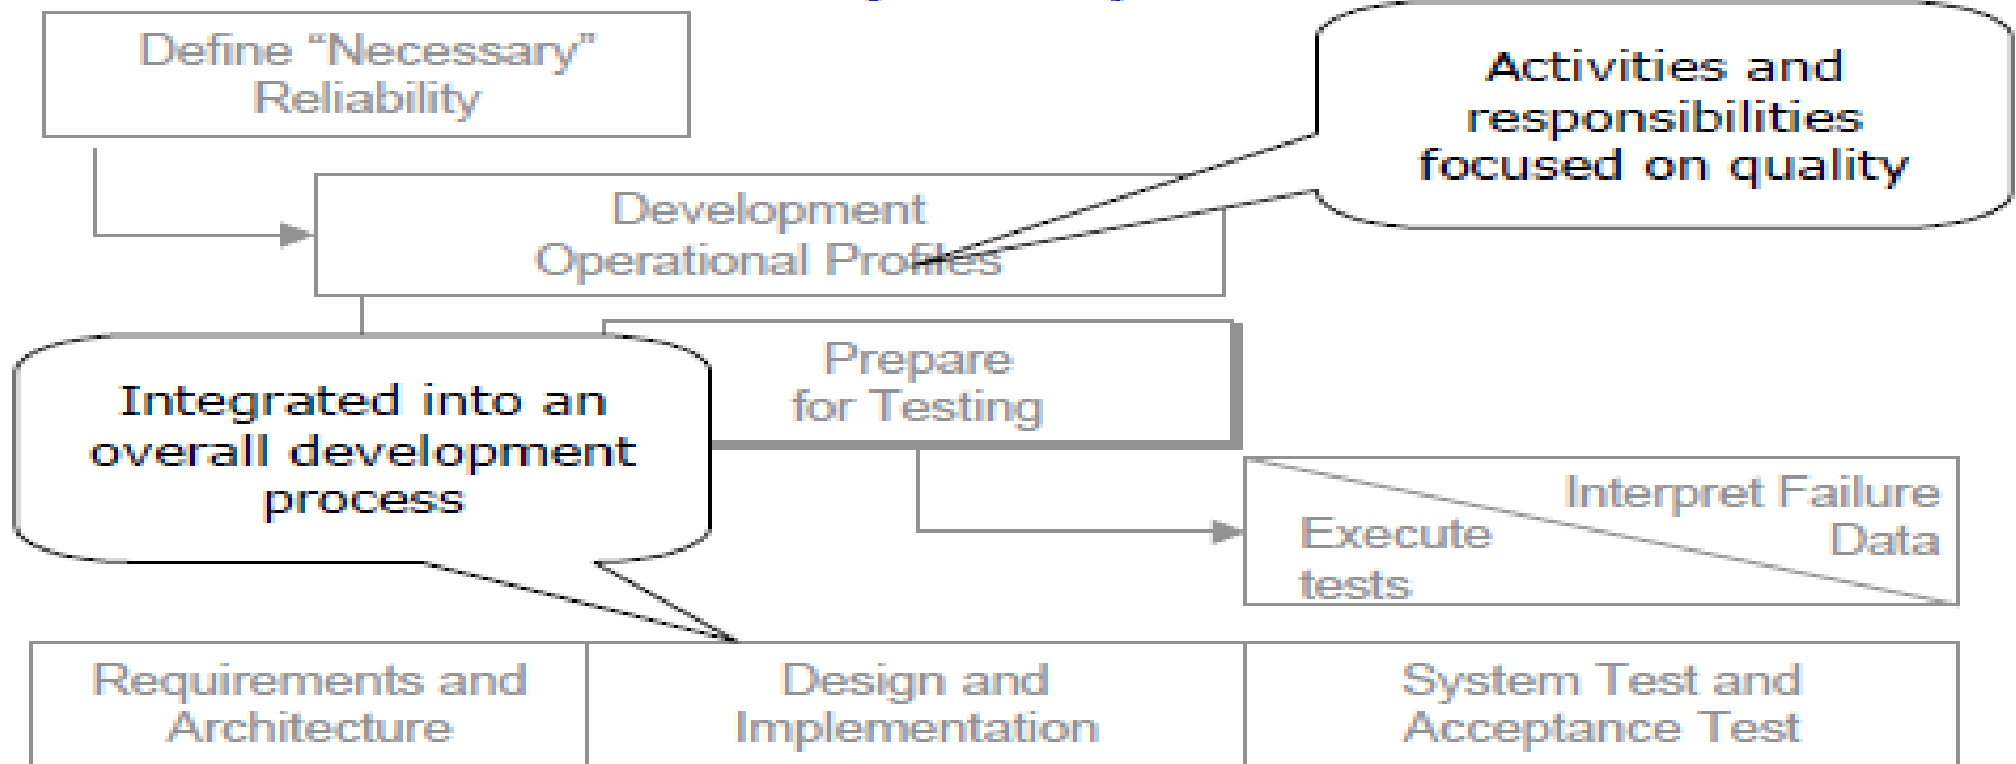 Define “Necessary”
Reliability
Activities and
responsibilities
focused on quality
Development
Operational Profiles
Prepare
for Testing
Integrated into an
overall development
process
Interpret Failure
Data
Execute
tests
Requirements and
Architecture
Design and
Implementation
System Test and
Acceptance Test